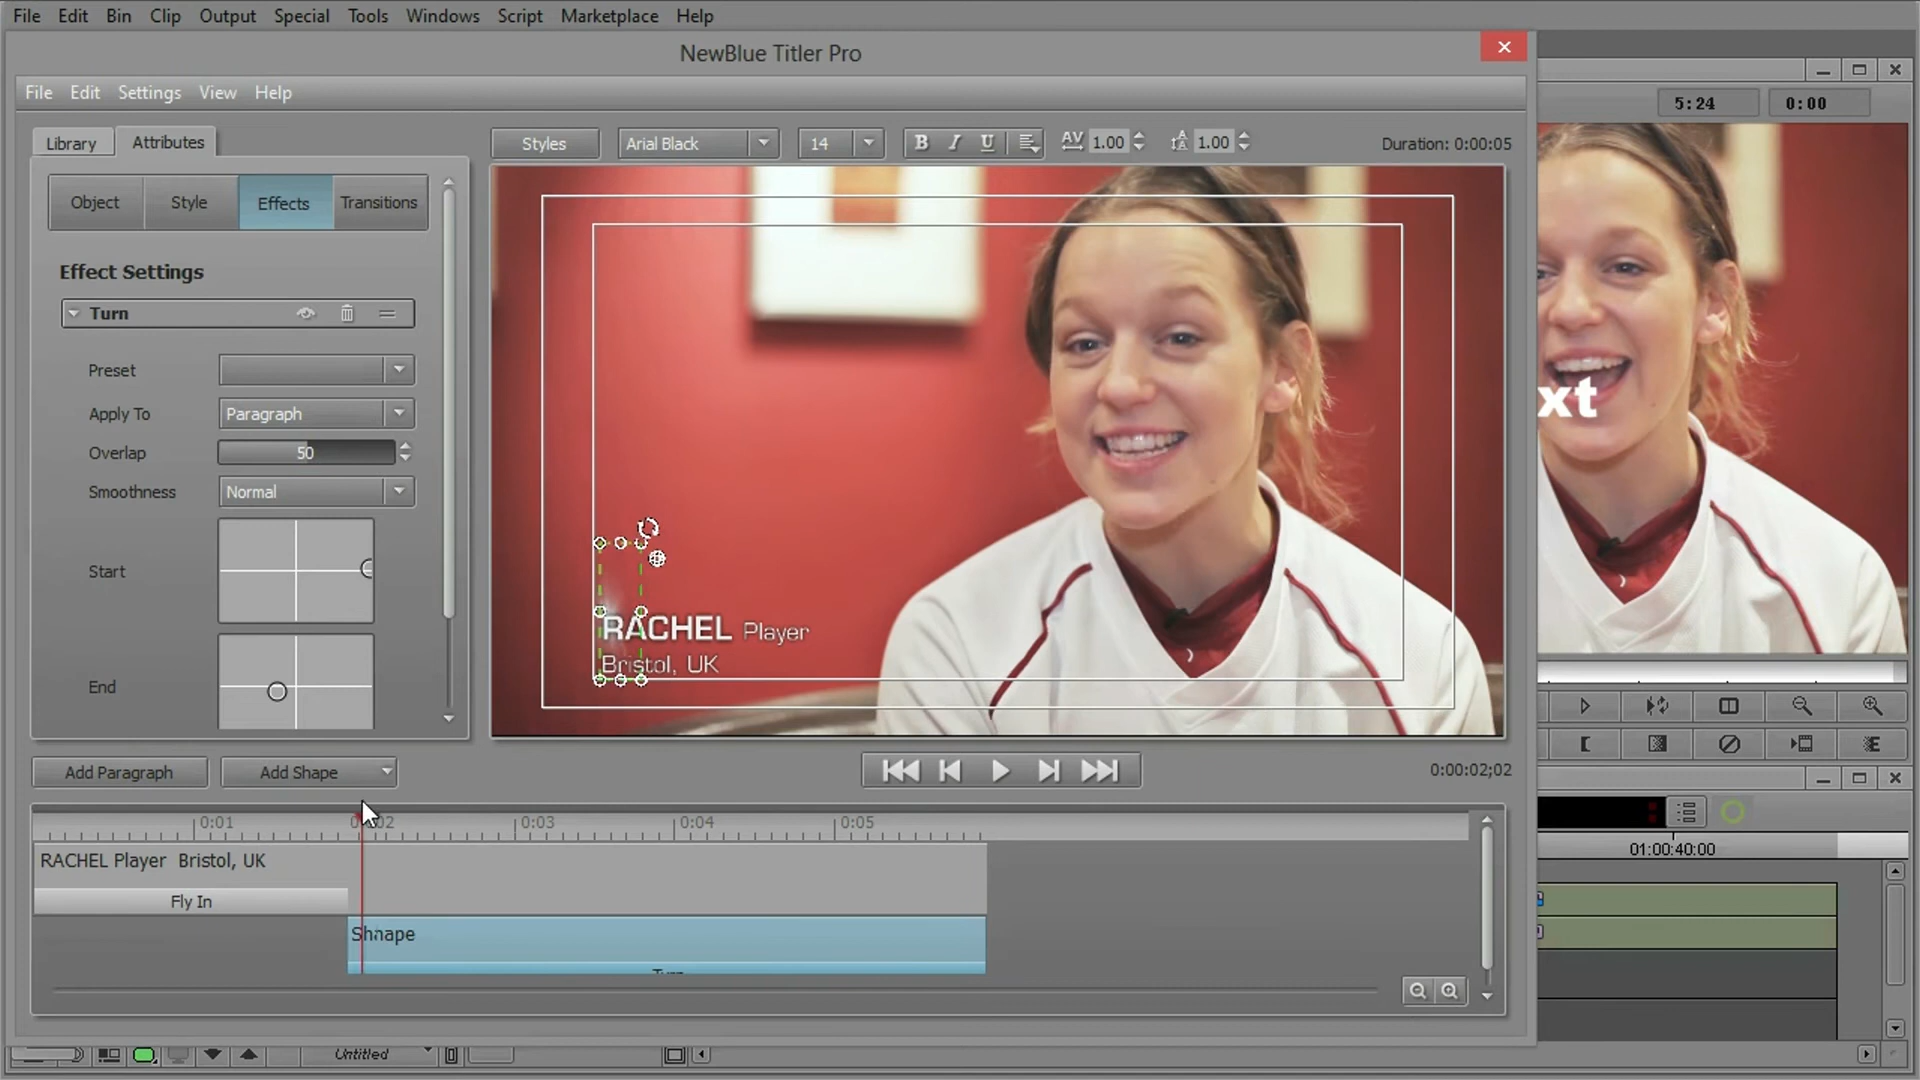 File Edit Bin Clip Output Special Tools Windows Script Marketplace Help
NewBlue Titler Pro
File Edit Settings View Help
5:24 0:00
Library Attributes
Styles Arial Black 14 B I U AV 1.00 A 1.00 Duration: 0:00:05
Object Style Effects Transitions
Effect Settings
Turn
Preset
Apply To Paragraph
Overlap 50
Smoothness Normal
Start
End
xt
RACHEL Player
Bristol, UK
Add Paragraph Add Shape
0:00:02;02
0:01 0:02 0:03 0:04 0:05
RACHEL Player Bristol, UK
Fly In
Shape
Turn
01:00:40:00
Untitled